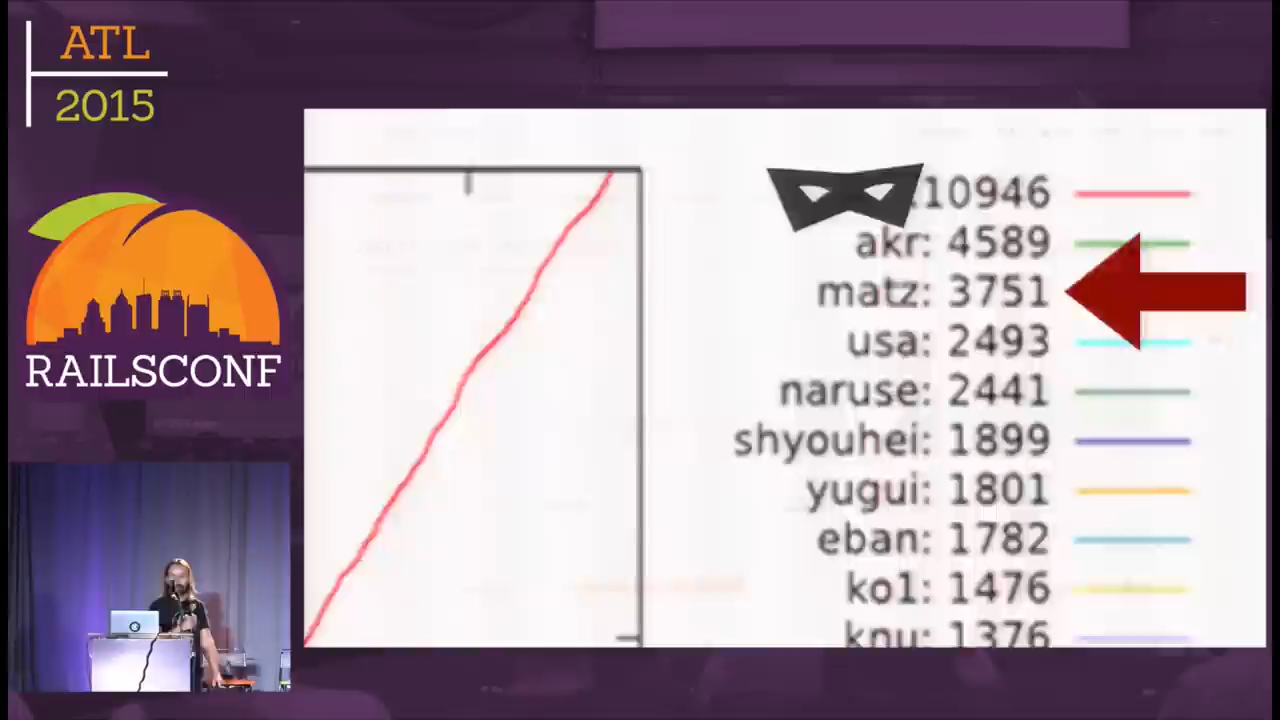 ATL
2015
RAILSCONF
10946
akr: 4589
matz: 3751
usa: 2493
naruse: 2441
shyouhei: 1899
yugui: 1801
eban: 1782
ko1: 1476
knu: 1376